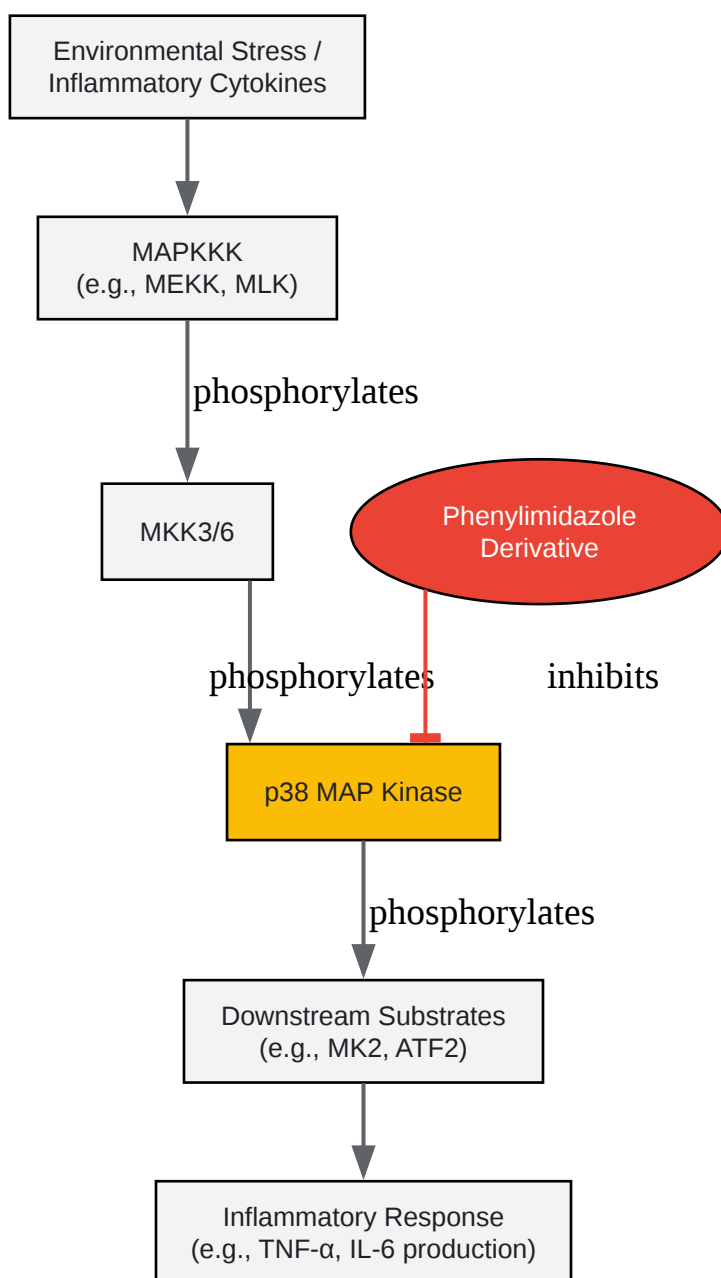 Environmental Stress /
Inflammatory Cytokines
MAPKKK
(e.g., MEKK, MLK)
phosphorylates
MKK3/6
Phenylimidazole
Derivative
phosphorylates
inhibits
p38 MAP Kinase
phosphorylates
Downstream Substrates
(e.g., MK2, ATF2)
Inflammatory Response
(e.g., TNF-α, IL-6 production)